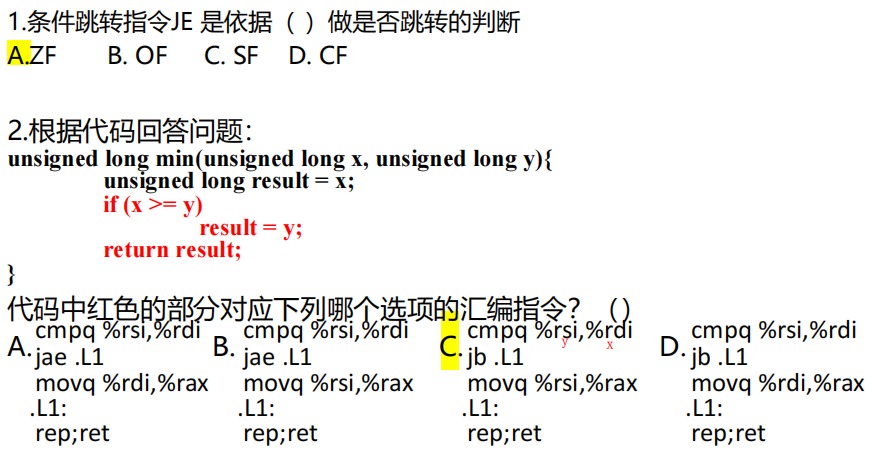 1.条件跳转指令JE 是依据（ ）做是否跳转的判断
A.ZF B. OF C. SF D. CF
2.根据代码回答问题：
unsigned long min(unsigned long x, unsigned long y){
unsigned long result = x;
if (x >= y)
result = y;
return result;
}
代码中红色的部分对应下列哪个选项的汇编指令？（）
A.
cmpq %rsi,%rdi
jae .L1
movq %rdi,%rax
.L1:
rep;ret
B.
cmpq %rsi,%rdi
jae .L1
movq %rsi,%rax
.L1:
rep;ret
C.
cmpq %rsi,%rdi
y x
jb .L1
movq %rsi,%rax
.L1:
rep;ret
D.
cmpq %rsi,%rdi
jb .L1
movq %rdi,%rax
.L1:
rep;ret